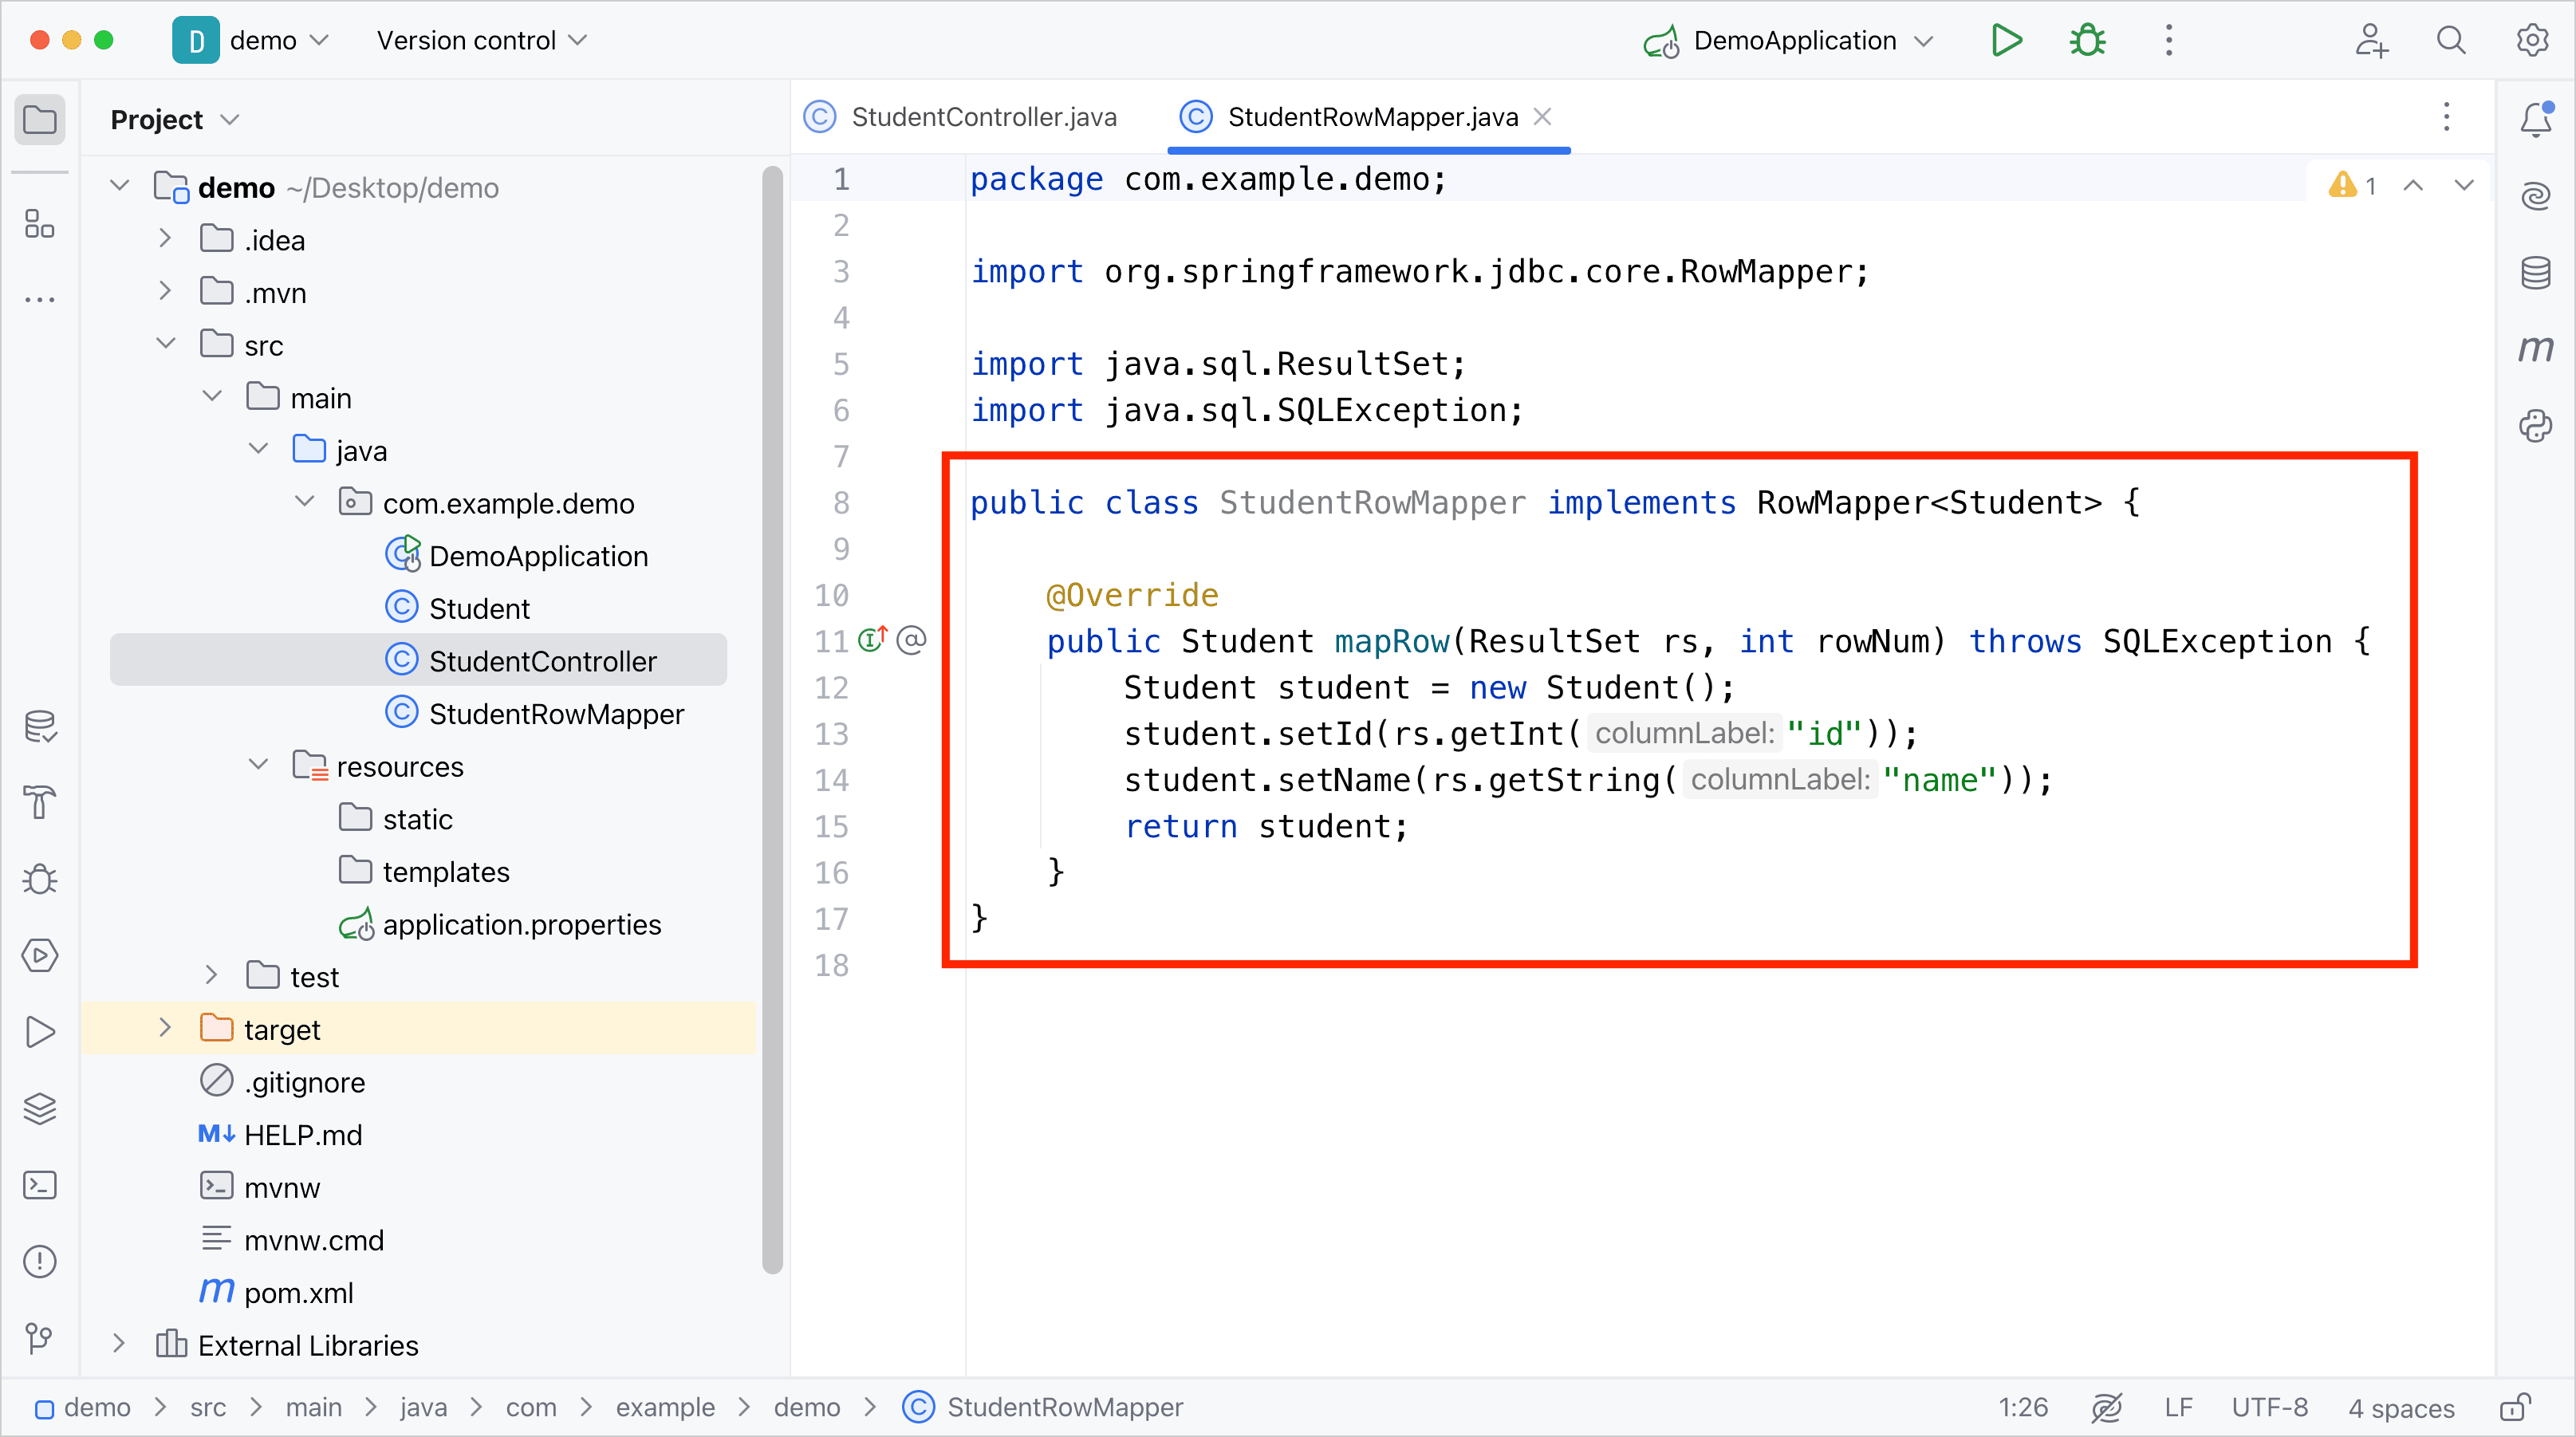 D demo Version control DemoApplication
Project
demo ~/Desktop/demo
.idea
.mvn
src
main
java
com.example.demo
DemoApplication
Student
StudentController
StudentRowMapper
resources
static
templates
application.properties
test
target
.gitignore
HELP.md
mvnw
mvnw.cmd
pom.xml
External Libraries
StudentController.java StudentRowMapper.java
1 package com.example.demo; 1
2
3 import org.springframework.jdbc.core.RowMapper;
4
5 import java.sql.ResultSet;
6 import java.sql.SQLException;
7
8 public class StudentRowMapper implements RowMapper<Student> {
9
10 @Override
11 public Student mapRow(ResultSet rs, int rowNum) throws SQLException {
12 Student student = new Student();
13 student.setId(rs.getInt( columnLabel: "id"));
14 student.setName(rs.getString( columnLabel: "name"));
15 return student;
16 }
17 }
18
demo > src > main > java > com > example > demo > StudentRowMapper 1:26 LF UTF-8 4 spaces